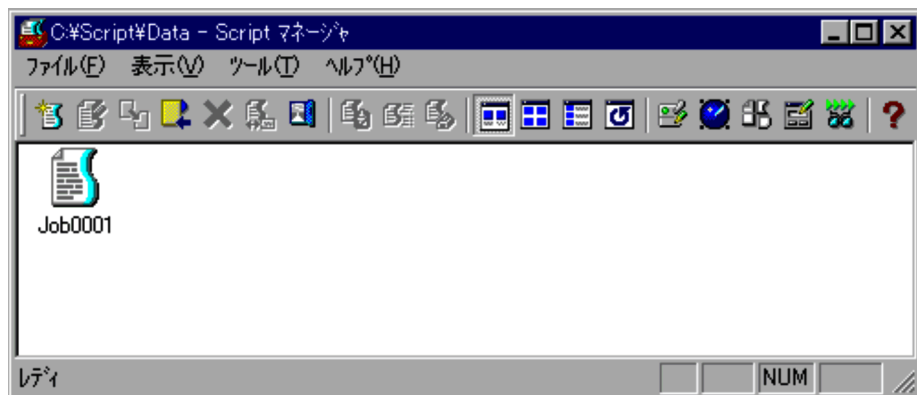 C:¥Script¥Data - Script ﾏﾈｰｼﾞｬ
ﾌｧｲﾙ(F) 表示(V) ﾂｰﾙ(T) ﾍﾙﾌﾟ(H)
Job0001
ﾚﾃﾞｨ NUM